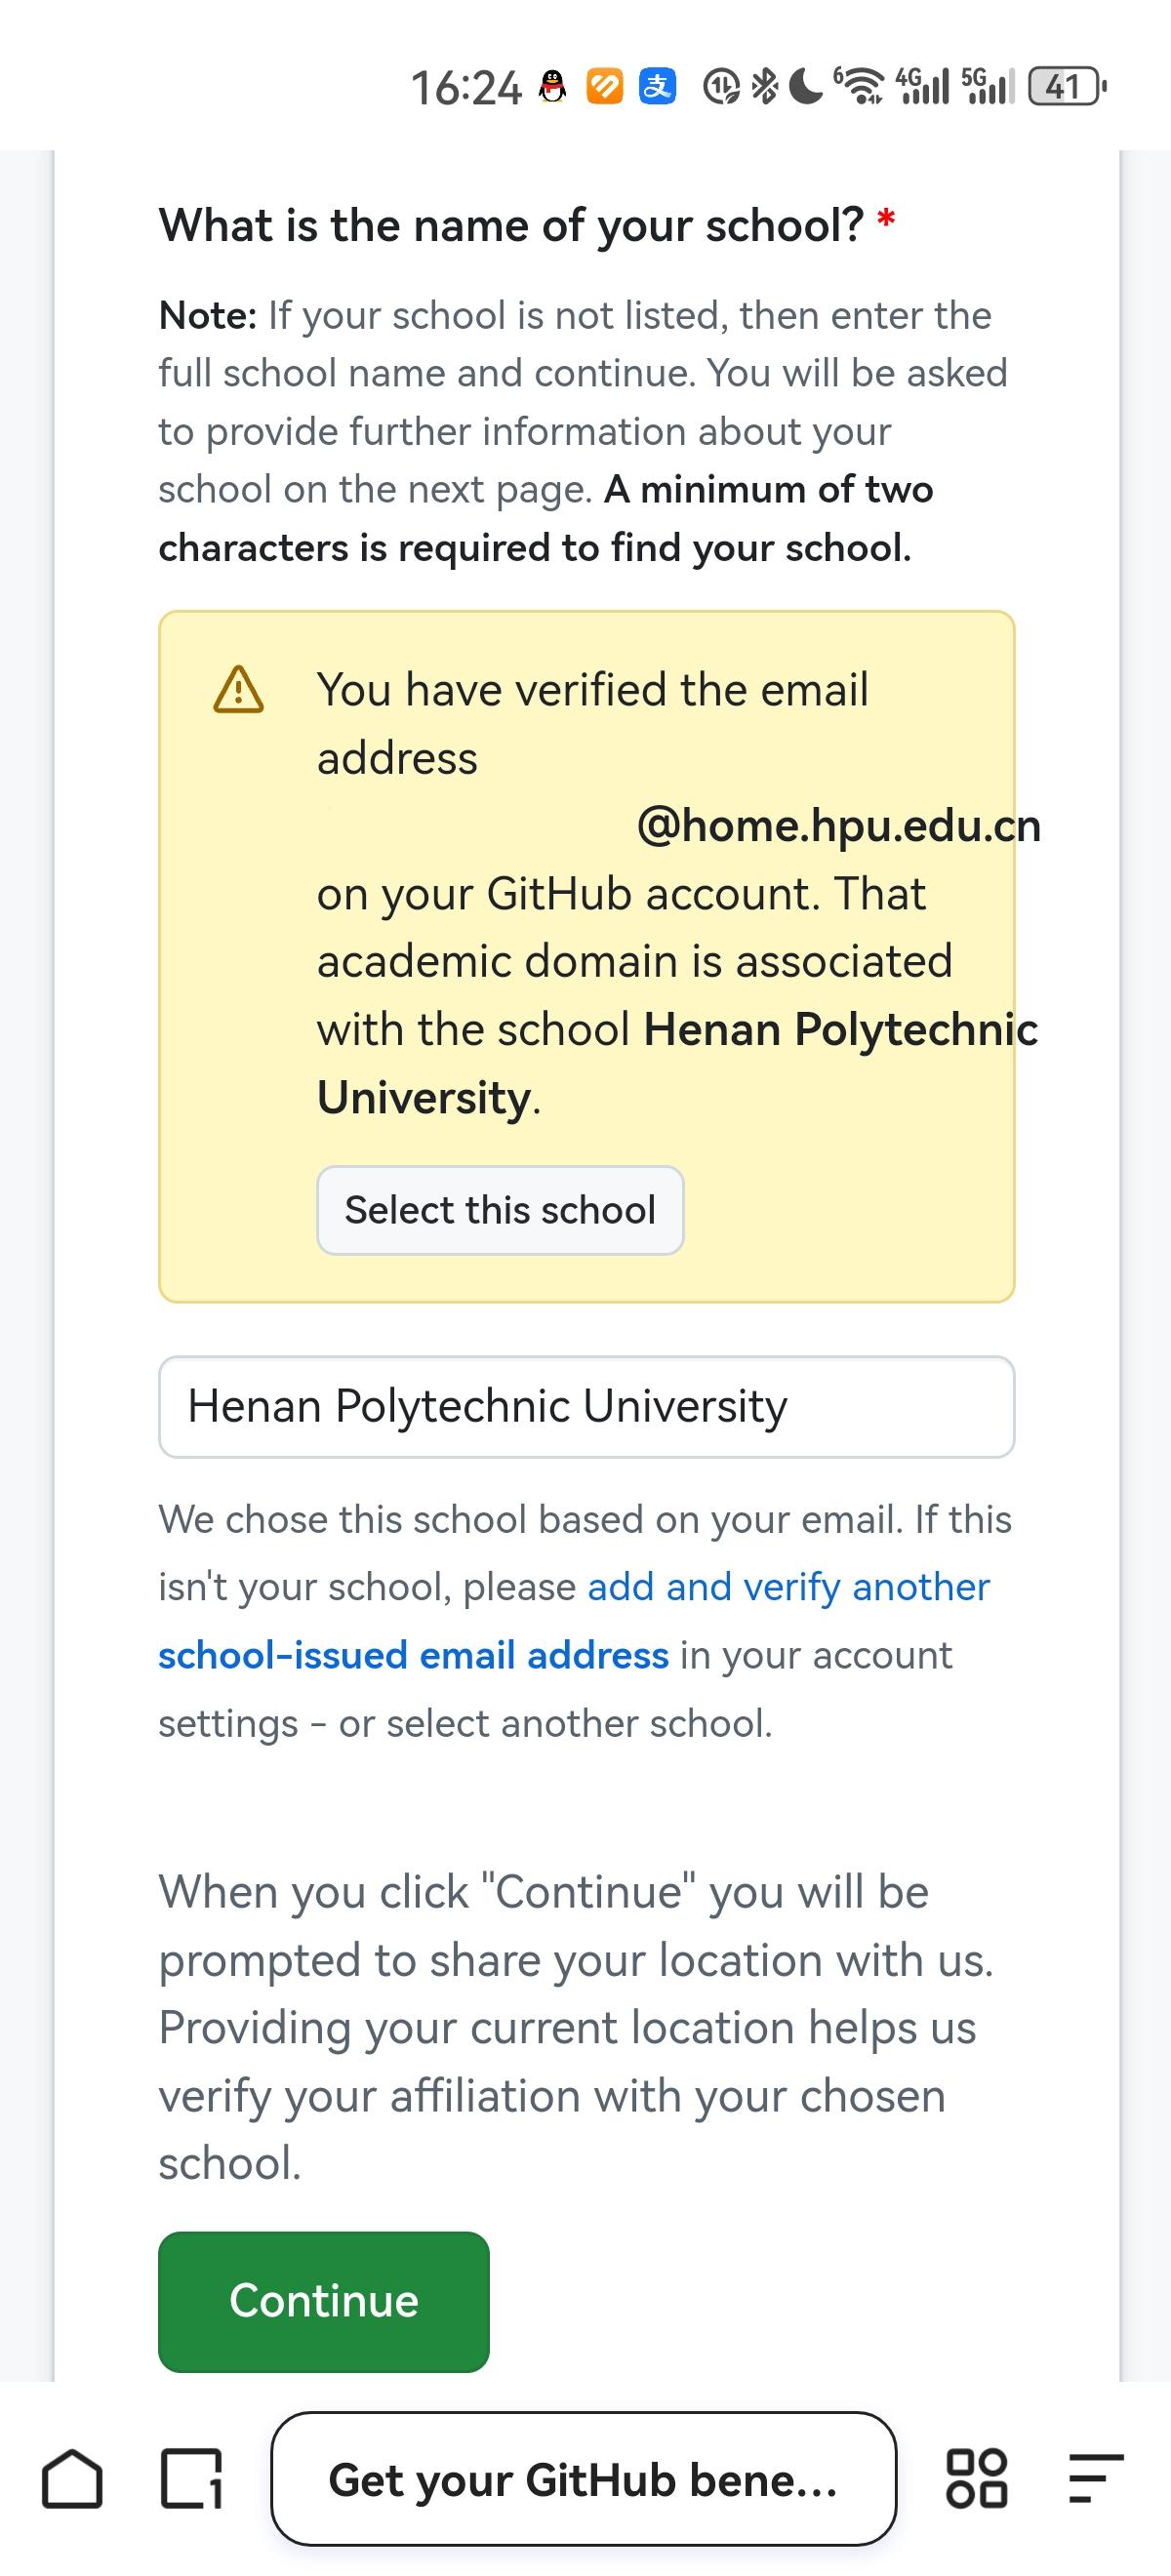 16:24 支 6 4G 5G 41
What is the name of your school? *
Note: If your school is not listed, then enter the
full school name and continue. You will be asked
to provide further information about your
school on the next page. A minimum of two
characters is required to find your school.
You have verified the email
address
@home.hpu.edu.cn
on your GitHub account. That
academic domain is associated
with the school Henan Polytechnic
University.
Select this school
Henan Polytechnic University
We chose this school based on your email. If this
isn't your school, please add and verify another
school-issued email address in your account
settings - or select another school.
When you click "Continue" you will be
prompted to share your location with us.
Providing your current location helps us
verify your affiliation with your chosen
school.
Continue
1 Get your GitHub bene...